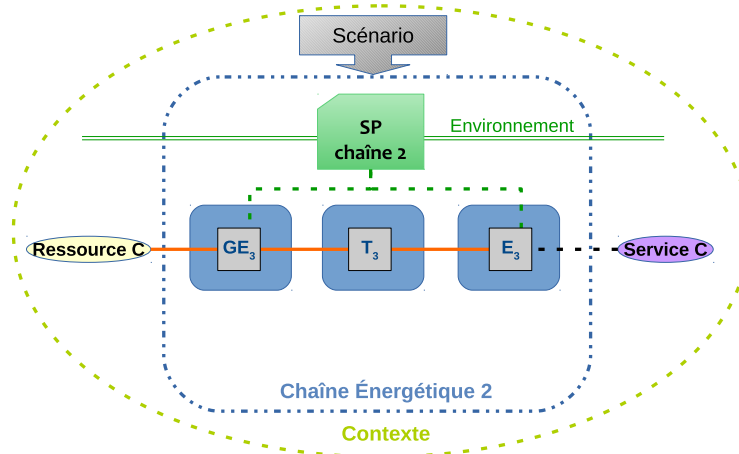 Scénario
SP
chaîne 2
Environnement
Ressource C
GE3
T3
E3
Service C
Chaîne Énergétique 2
Contexte